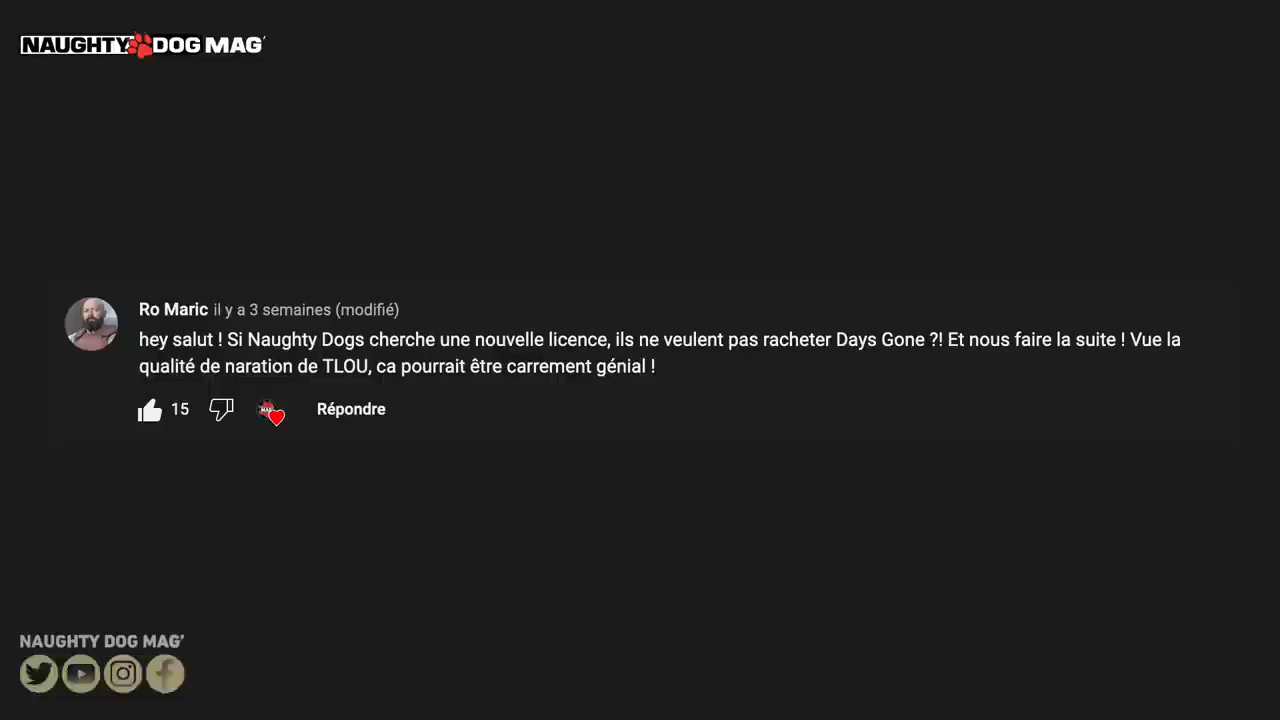 NAUGHTY DOG MAG'
Ro Maric il y a 3 semaines (modifié)
hey salut ! Si Naughty Dogs cherche une nouvelle licence, ils ne veulent pas racheter Days Gone ?! Et nous faire la suite ! Vue la
qualité de naration de TLOU, ca pourrait être carrement génial !
15 Répondre
NAUGHTY DOG MAG'